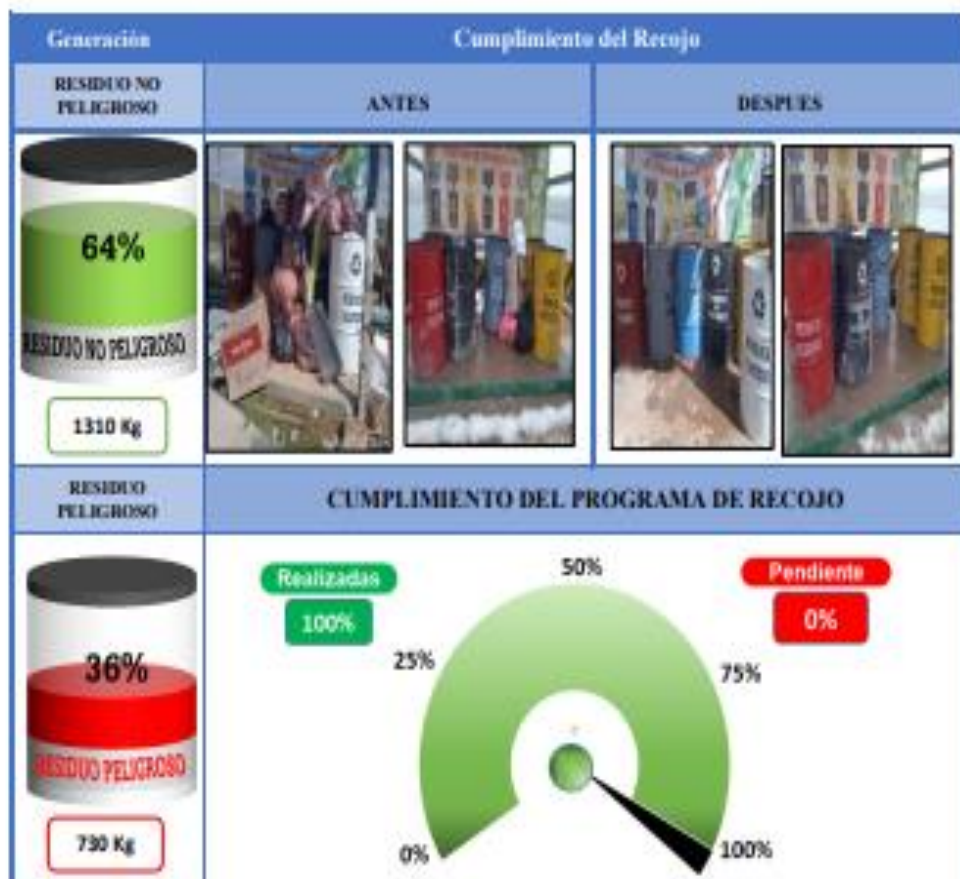 Generación
Cumplimiento del Recojo
RESIDUO NO
PELIGROSO
ANTES
DESPUES
64%
RESIDUO NO PELIGROSO
1310 Kg
RESIDUO
PELIGROSO
CUMPLIMIENTO DEL PROGRAMA DE RECOJO
36%
RESIDUO PELIGROSO
730 Kg
Realizadas
100%
Pendiente
0%
0%
25%
50%
75%
100%